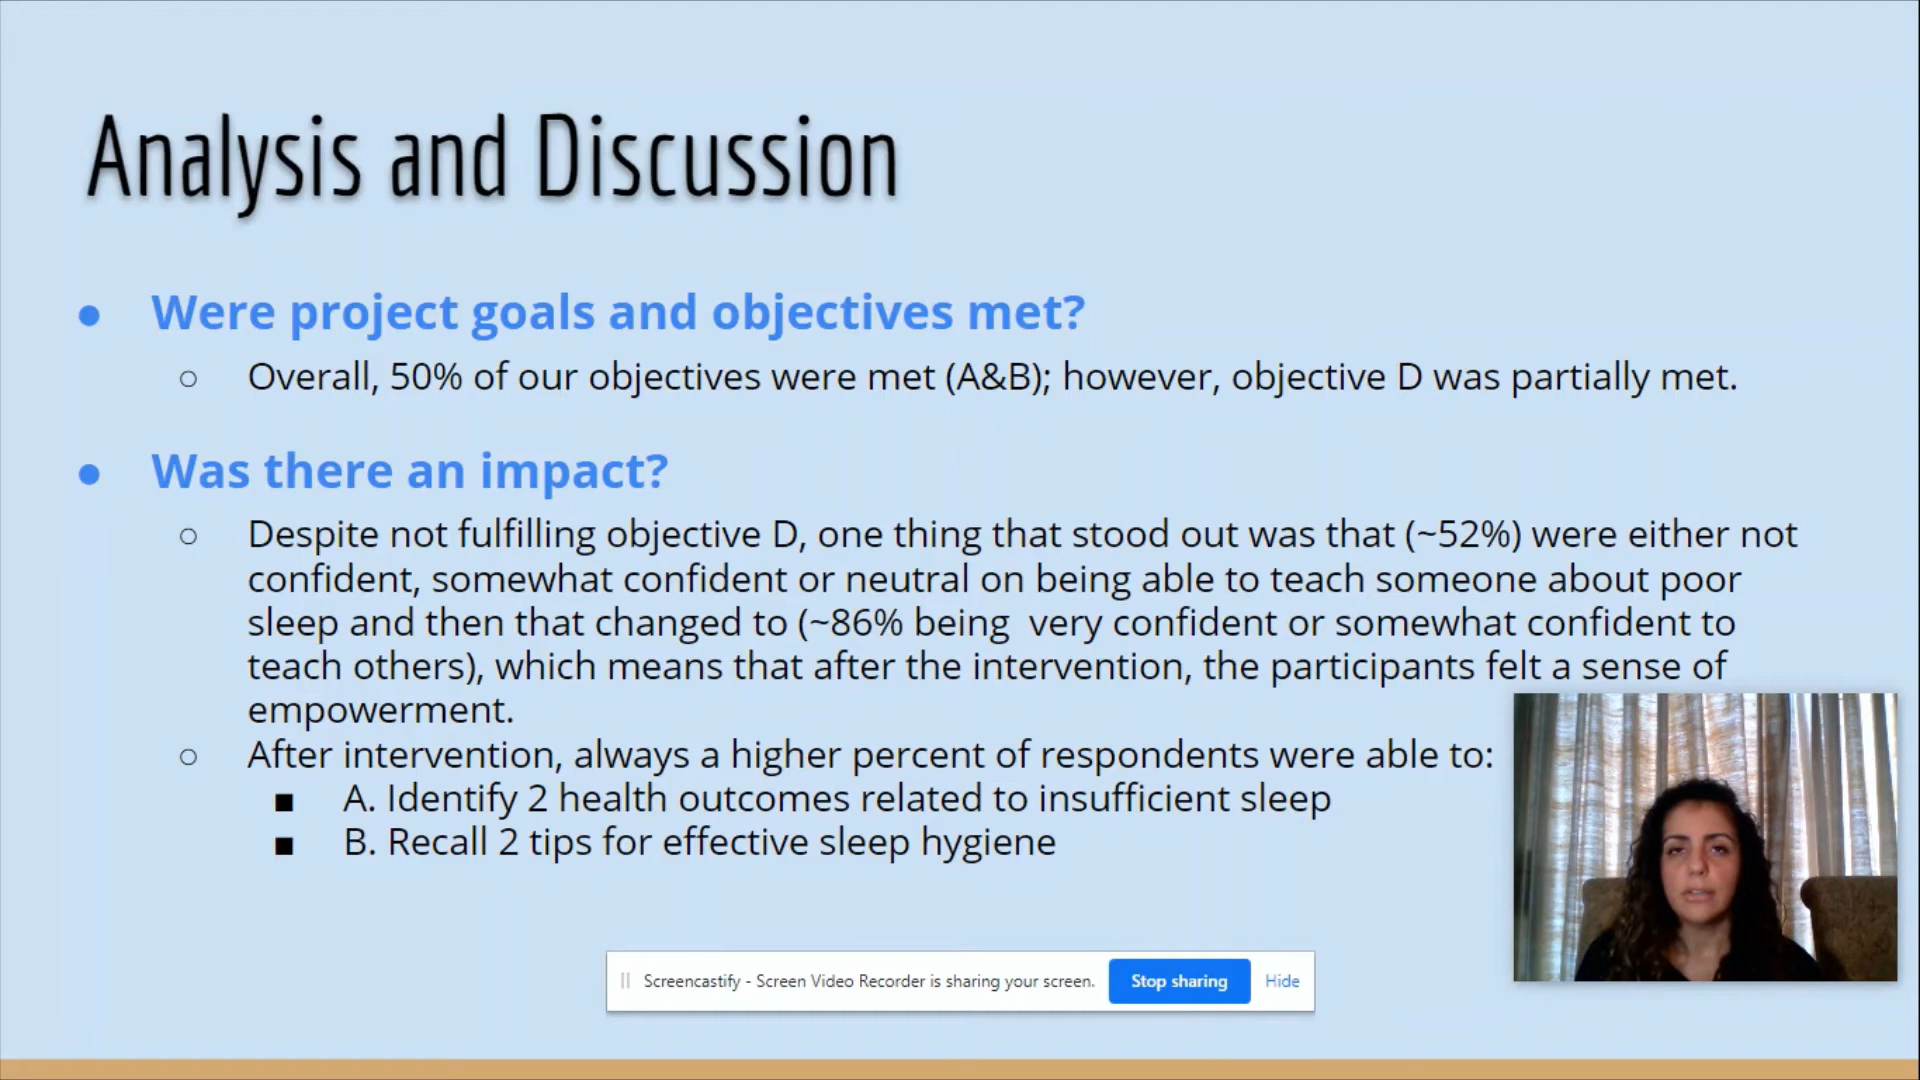 Analysis and Discussion
● Were project goals and objectives met?
○ Overall, 50% of our objectives were met (A&B); however, objective D was partially met.
● Was there an impact?
○ Despite not fulfilling objective D, one thing that stood out was that (~52%) were either not
confident, somewhat confident or neutral on being able to teach someone about poor
sleep and then that changed to (~86% being  very confident or somewhat confident to
teach others), which means that after the intervention, the participants felt a sense of
empowerment.
○ After intervention, always a higher percent of respondents were able to:
■ A. Identify 2 health outcomes related to insufficient sleep
■ B. Recall 2 tips for effective sleep hygiene
Screencastify - Screen Video Recorder is sharing your screen. Stop sharing Hide